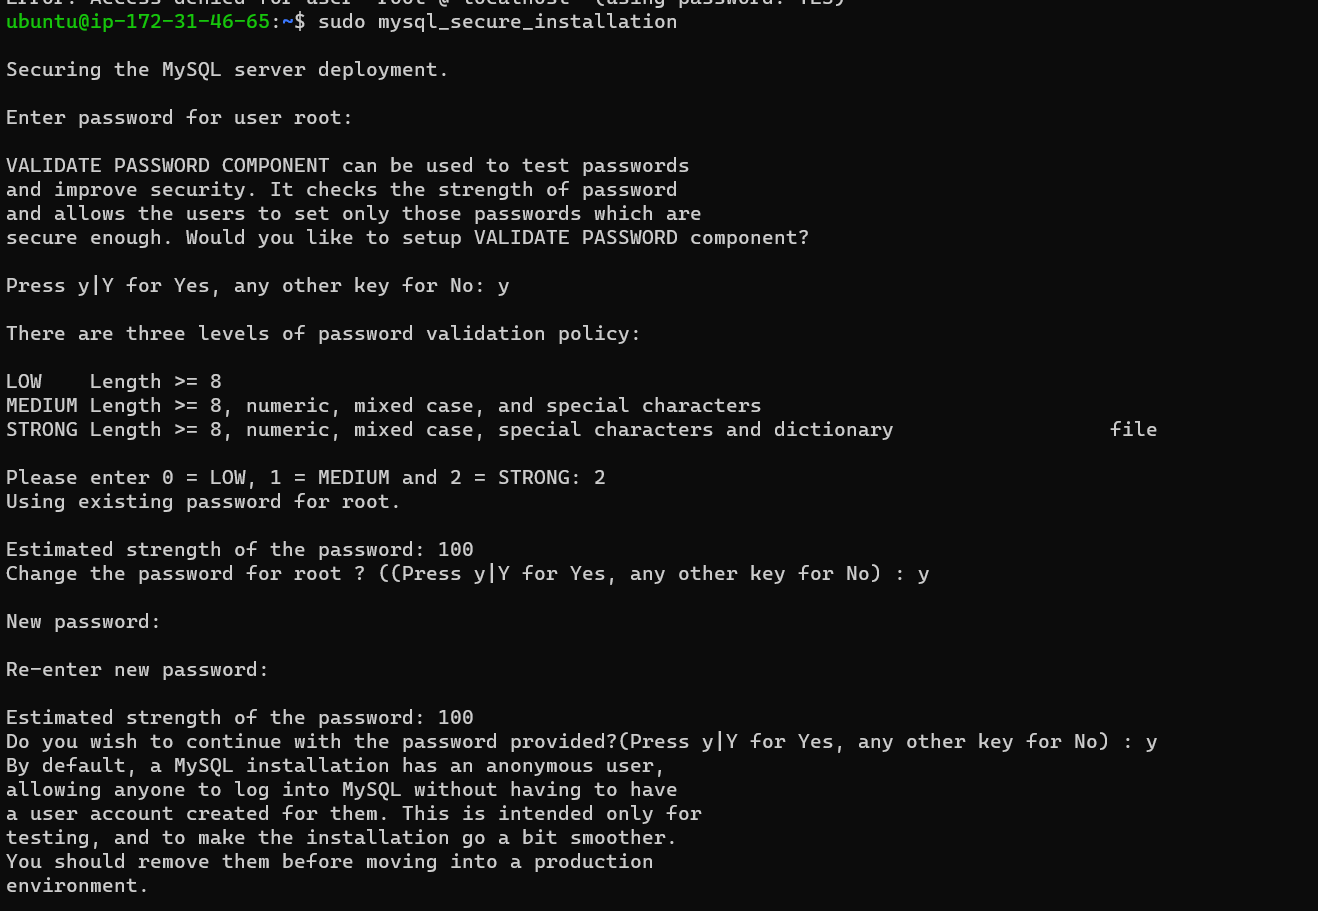 Error: Access denied for user 'root'@'localhost' (using password: YES)
ubuntu@ip-172-31-46-65:~$ sudo mysql_secure_installation
Securing the MySQL server deployment.
Enter password for user root:
VALIDATE PASSWORD COMPONENT can be used to test passwords
and improve security. It checks the strength of password
and allows the users to set only those passwords which are
secure enough. Would you like to setup VALIDATE PASSWORD component?
Press y|Y for Yes, any other key for No: y
There are three levels of password validation policy:
LOW    Length >= 8
MEDIUM Length >= 8, numeric, mixed case, and special characters
STRONG Length >= 8, numeric, mixed case, special characters and dictionary                  file
Please enter 0 = LOW, 1 = MEDIUM and 2 = STRONG: 2
Using existing password for root.
Estimated strength of the password: 100
Change the password for root ? ((Press y|Y for Yes, any other key for No) : y
New password:
Re-enter new password:
Estimated strength of the password: 100
Do you wish to continue with the password provided?(Press y|Y for Yes, any other key for No) : y
By default, a MySQL installation has an anonymous user,
allowing anyone to log into MySQL without having to have
a user account created for them. This is intended only for
testing, and to make the installation go a bit smoother.
You should remove them before moving into a production
environment.